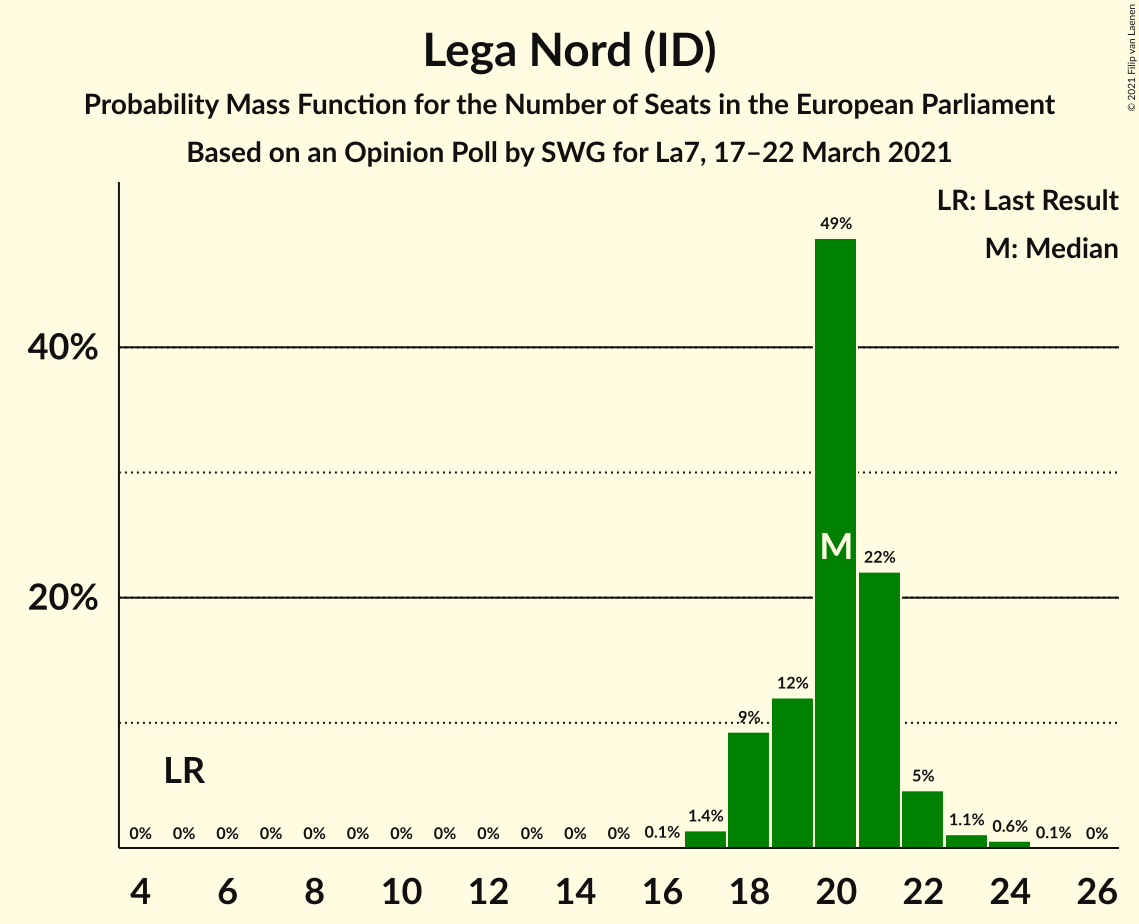 Lega Nord (ID)
Probability Mass Function for the Number of Seats in the European Parliament
Based on an Opinion Poll by SWG for La7, 17–22 March 2021
© 2021 Filip van Laenen
LR: Last Result
M: Median
49%
40%
M
22%
20%
12%
9%
LR
5%
0% 0% 0% 0% 0% 0% 0% 0% 0% 0% 0% 0% 0.1% 1.4% 1.1% 0.6% 0.1% 0%
4 6 8 10 12 14 16 18 20 22 24 26